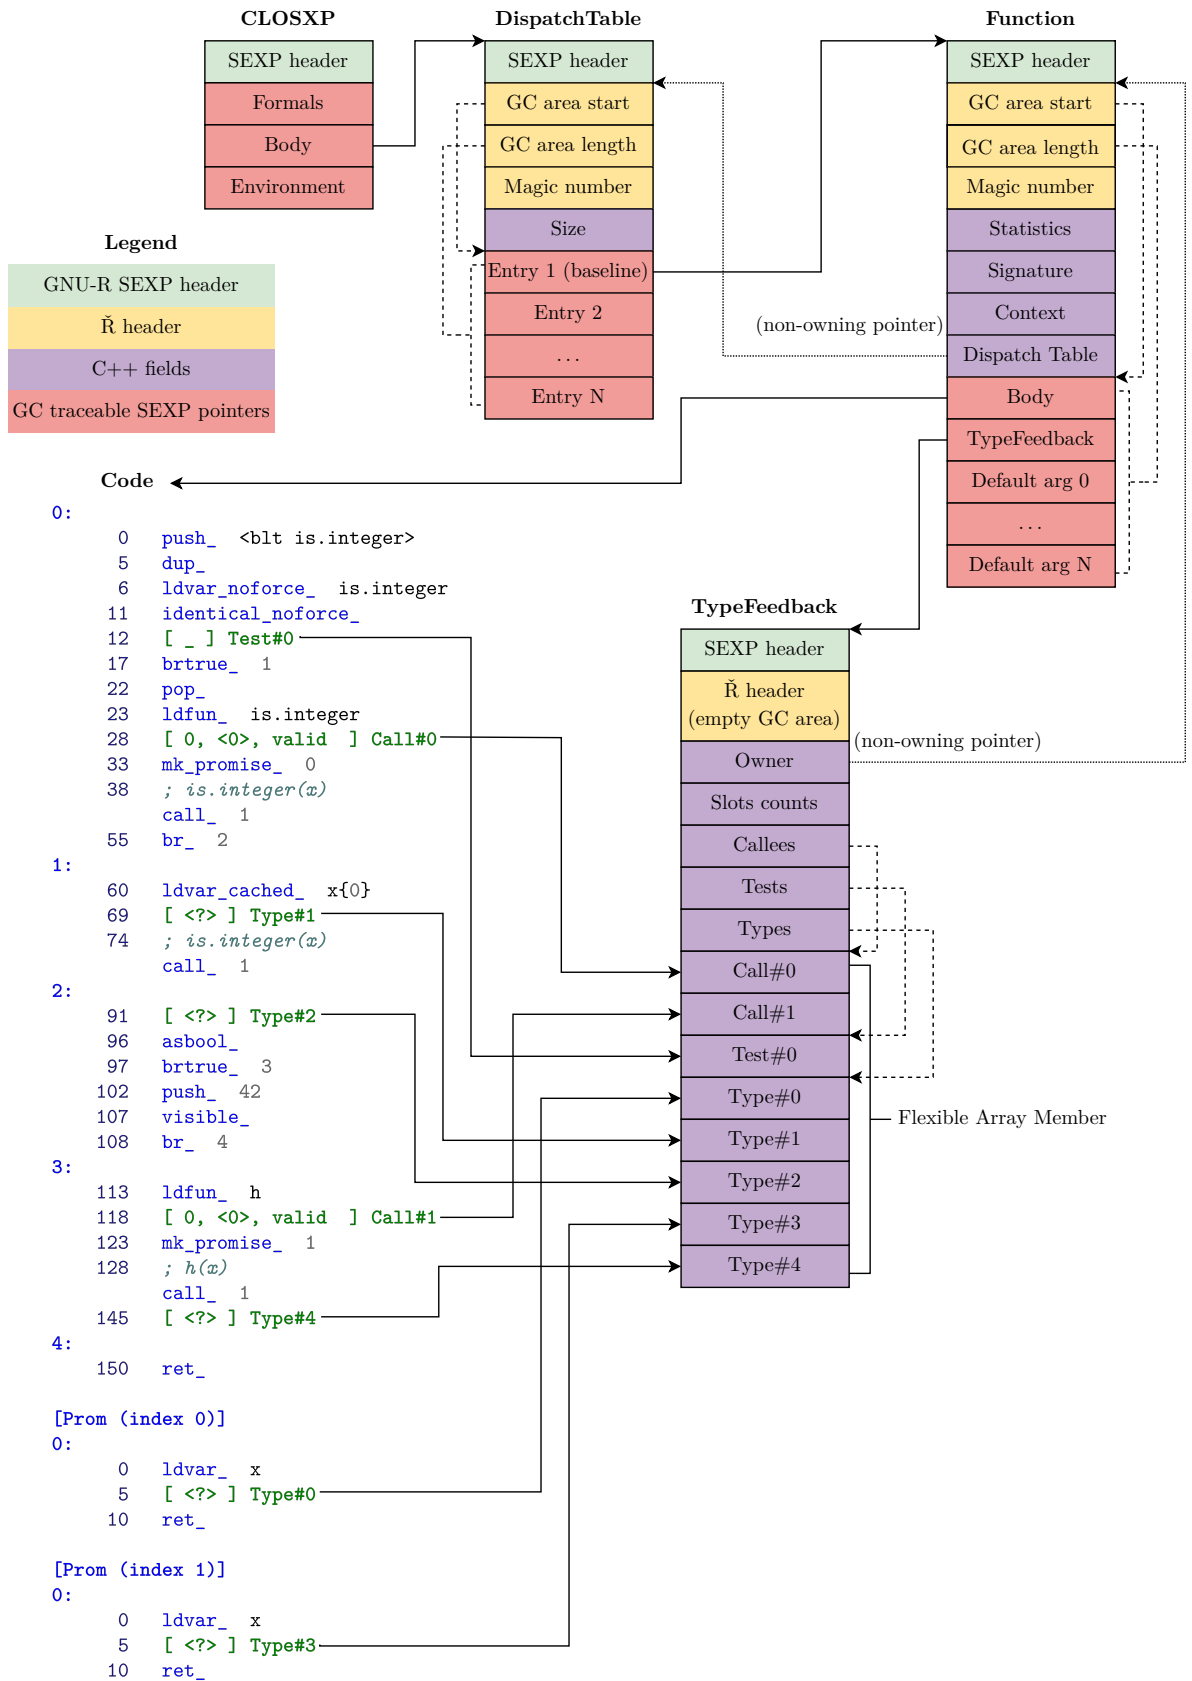 CLOSXP
SEXP header
Formals
Body
Environment
DispatchTable
SEXP header
GC area start
GC area length
Magic number
Size
Entry 1 (baseline)
Entry 2
...
Entry N
Function
SEXP header
GC area start
GC area length
Magic number
Statistics
Signature
Context
Dispatch Table
Body
TypeFeedback
Default arg 0
...
Default arg N
(non-owning pointer)
Legend
GNU-R SEXP header
Ř header
C++ fields
GC traceable SEXP pointers
Code
0:
0 push_ <blt is.integer>
5 dup_
6 ldvar_noforce_ is.integer
11 identical_noforce_
12 [ _ ] Test#0
17 brtrue_ 1
22 pop_
23 ldfun_ is.integer
28 [ 0, <0>, valid ] Call#0
33 mk_promise_ 0
38 ; is.integer(x)
call_ 1
55 br_ 2
1:
60 ldvar_cached_ x{0}
69 [ <?> ] Type#1
74 ; is.integer(x)
call_ 1
2:
91 [ <?> ] Type#2
96 asbool_
97 brtrue_ 3
102 push_ 42
107 visible_
108 br_ 4
3:
113 ldfun_ h
118 [ 0, <0>, valid ] Call#1
123 mk_promise_ 1
128 ; h(x)
call_ 1
145 [ <?> ] Type#4
4:
150 ret_
[Prom (index 0)]
0:
0 ldvar_ x
5 [ <?> ] Type#0
10 ret_
[Prom (index 1)]
0:
0 ldvar_ x
5 [ <?> ] Type#3
10 ret_
TypeFeedback
SEXP header
Ř header
(empty GC area)
Owner
Slots counts
Callees
Tests
Types
Call#0
Call#1
Test#0
Type#0
Type#1
Type#2
Type#3
Type#4
(non-owning pointer)
Flexible Array Member